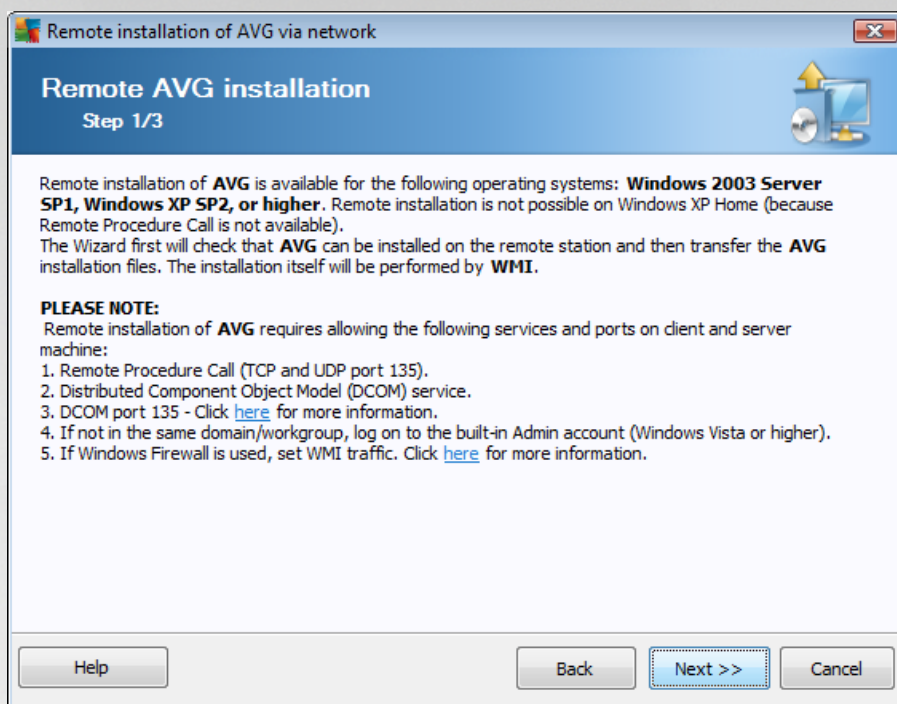 Remote installation of AVG via network
Remote AVG installation
Step 1/3
Remote installation of AVG is available for the following operating systems: Windows 2003 Server
SP1, Windows XP SP2, or higher. Remote installation is not possible on Windows XP Home (because
Remote Procedure Call is not available).
The Wizard first will check that AVG can be installed on the remote station and then transfer the AVG
installation files. The installation itself will be performed by WMI.
PLEASE NOTE:
Remote installation of AVG requires allowing the following services and ports on client and server
machine:
1. Remote Procedure Call (TCP and UDP port 135).
2. Distributed Component Object Model (DCOM) service.
3. DCOM port 135 - Click here for more information.
4. If not in the same domain/workgroup, log on to the built-in Admin account (Windows Vista or higher).
5. If Windows Firewall is used, set WMI traffic. Click here for more information.
Help
Back
Next >>
Cancel